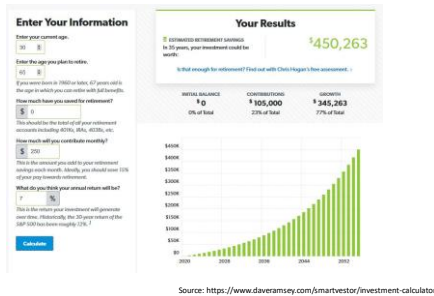 Enter Your Information
Enter your current age.
30
Enter the age you plan to retire.
65
If you were born in 1960 or later, 67 years old is
the age in which you can retire with full benefits.
How much have you saved for retirement?
$ 0
This should be the total of all your retirement
accounts including 401Ks, IRAs, 403Bs, etc.
How much will you contribute monthly?
$ 250
This is the amount you add to your retirement
savings each month. Ideally, you should save 15%
of your pay towards retirement.
What do you think your annual return will be?
7 %
This is the return your investment will generate
over time. Historically, the 30-year return of the
S&P 500 has been roughly 12%. 1
Calculate
Your Results
ESTIMATED RETIREMENT SAVINGS
In 35 years, your investment could be
worth:
$450,263
Is that enough for retirement? Find out with Chris Hogan's free assessment.
INITIAL BALANCE
$0
0% of Total
CONTRIBUTIONS
$105,000
23% of Total
GROWTH
$345,263
77% of Total
$450K
$400K
$350K
$300K
$250K
$200K
$150K
$100K
$50K
$0
2020 2028 2036 2044 2052
Source: https://www.daveramsey.com/smartvestor/investment-calculator